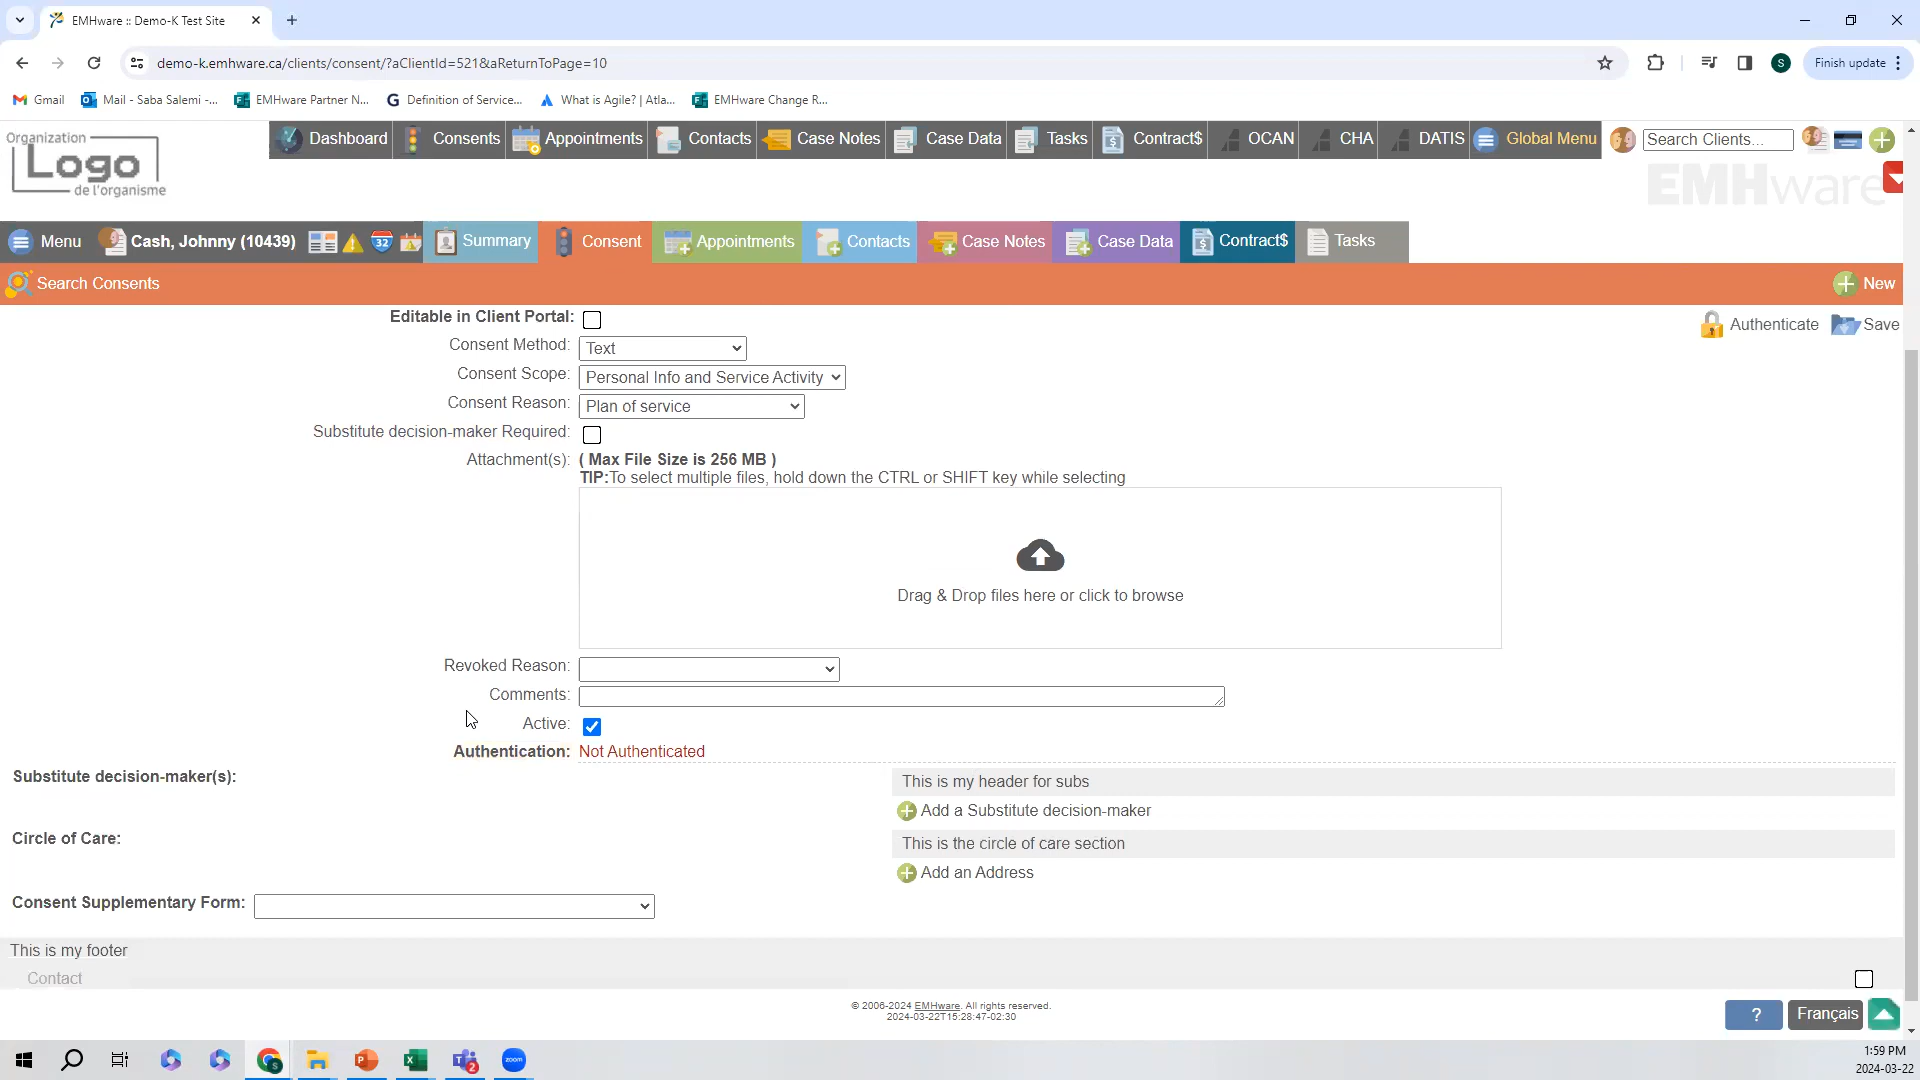 EMHware :: Demo-K Test Site
demo-k.emhware.ca/clients/consent/?aClientId=521&aReturnToPage=10
S
Finish update
Gmail
Mail - Saba Salemi -...
EMHware Partner N...
Definition of Service...
What is Agile? | Atla...
EMHware Change R...
Organization
Logo
de l'organisme
Dashboard
Consents
Appointments
Contacts
Case Notes
Case Data
Tasks
Contract$
OCAN
CHA
DATIS
Global Menu
Search Clients...
EMHware
Menu
Cash, Johnny (10439)
32
Summary
Consent
Appointments
Contacts
Case Notes
Case Data
Contract$
Tasks
Search Consents
New
Editable in Client Portal:
Authenticate
Save
Consent Method: Text
Consent Scope: Personal Info and Service Activity
Consent Reason: Plan of service
Substitute decision-maker Required:
Attachment(s): ( Max File Size is 256 MB )
TIP:To select multiple files, hold down the CTRL or SHIFT key while selecting
Drag & Drop files here or click to browse
Revoked Reason:
Comments:
Active:
Authentication: Not Authenticated
Substitute decision-maker(s):
This is my header for subs
Add a Substitute decision-maker
Circle of Care:
This is the circle of care section
Add an Address
Consent Supplementary Form:
This is my footer
Contact
© 2006-2024 EMHware. All rights reserved.
2024-03-22T15:28:47-02:30
?
Français
zoom
1:59 PM
2024-03-22